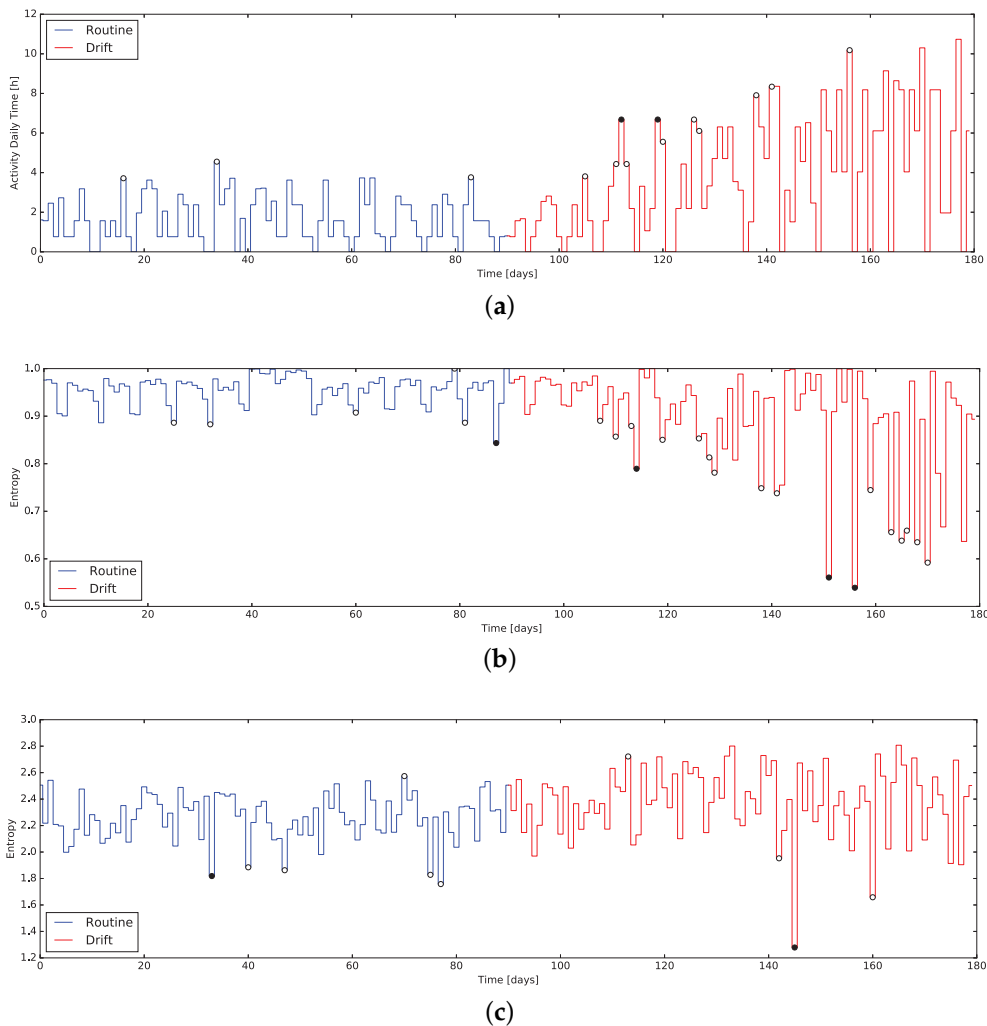 12
10
8
6
4
2
0
Activity Daily Time [h]
Routine
Drift
0 20 40 60 80 100 120 140 160 180
Time [days]
(a)
1.0
0.9
0.8
0.7
0.6
0.5
Entropy
Routine
Drift
0 20 40 60 80 100 120 140 160 180
Time [days]
(b)
3.0
2.8
2.6
2.4
2.2
2.0
1.8
1.6
1.4
1.2
Entropy
Routine
Drift
0 20 40 60 80 100 120 140 160 180
Time [days]
(c)